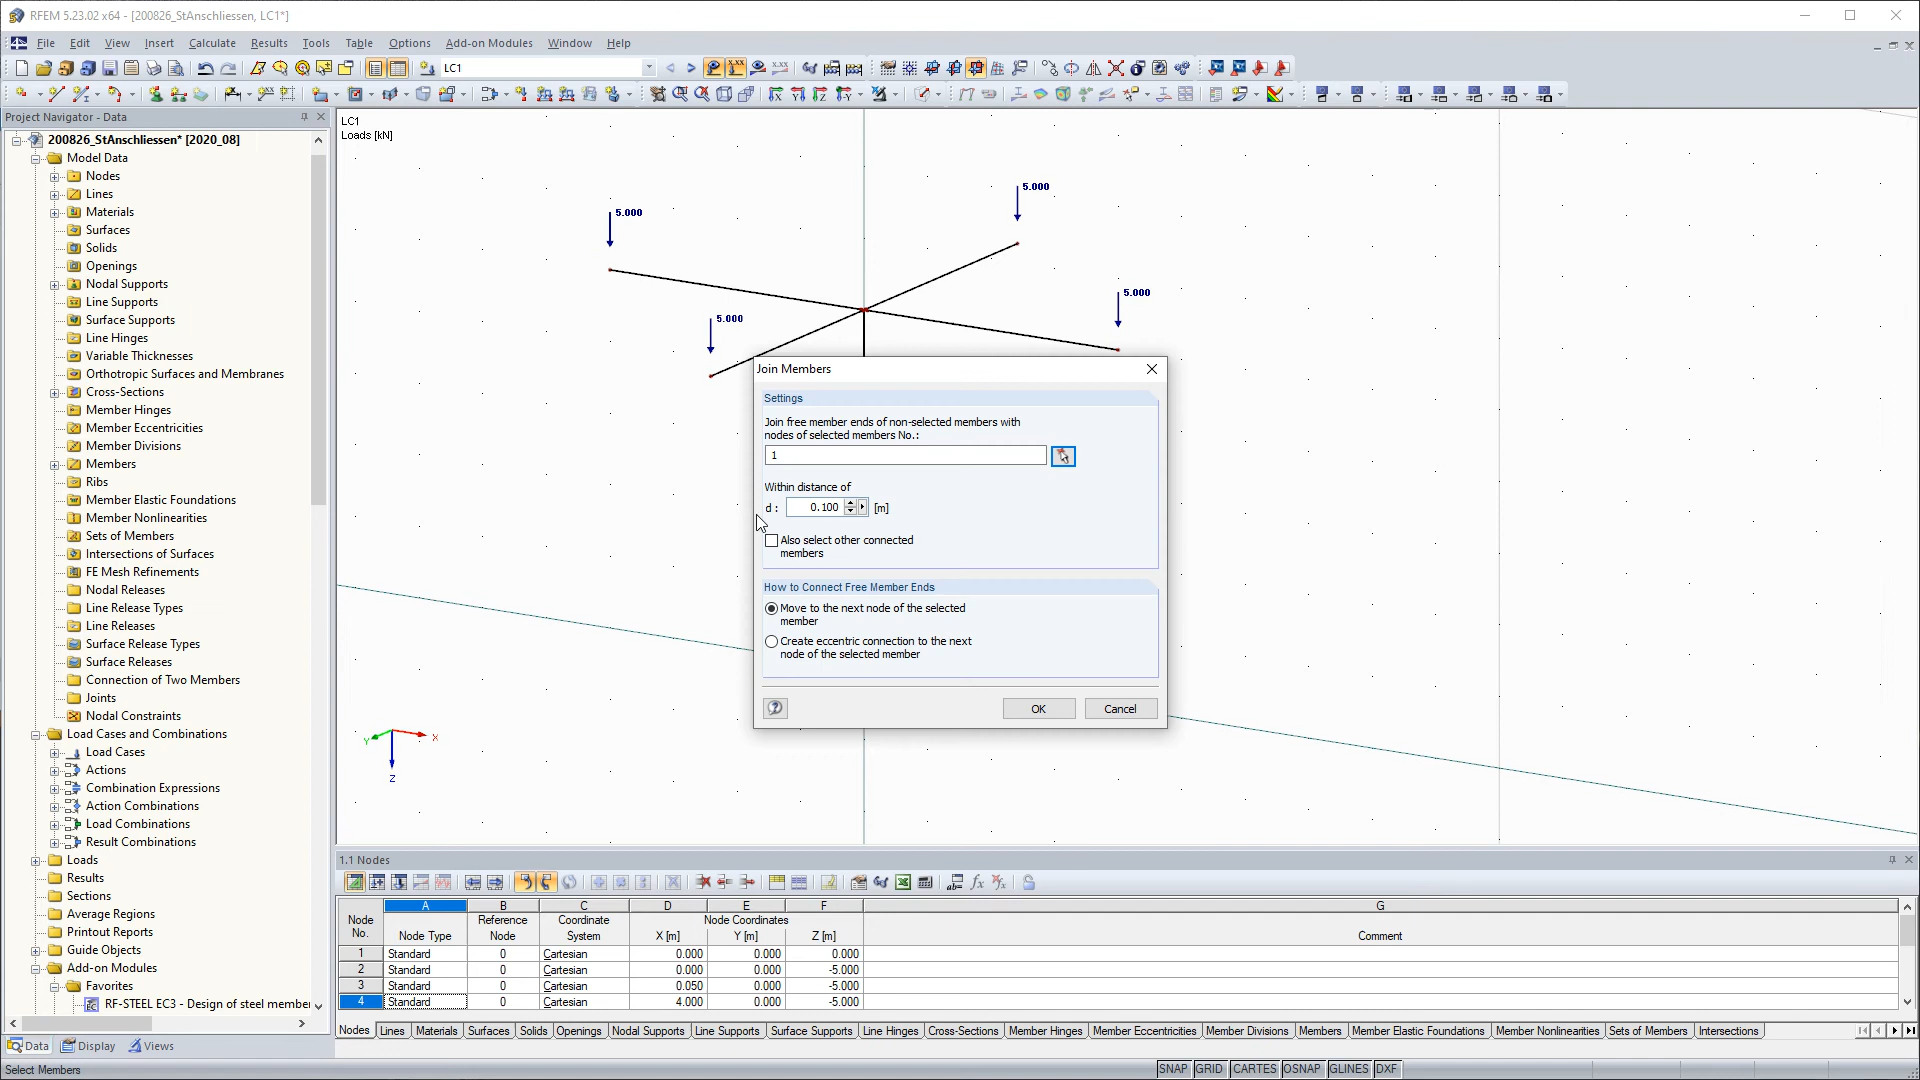 RFEM 5.23.02 x64 - [200826_StAnschliessen, LC1*]
File Edit View Insert Calculate Results Tools Table Options Add-on Modules Window Help
LC1
Project Navigator - Data
200826_StAnschliessen* [2020_08]
Model Data
Nodes
Lines
Materials
Surfaces
Solids
Openings
Nodal Supports
Line Supports
Surface Supports
Line Hinges
Variable Thicknesses
Orthotropic Surfaces and Membranes
Cross-Sections
Member Hinges
Member Eccentricities
Member Divisions
Members
Ribs
Member Elastic Foundations
Member Nonlinearities
Sets of Members
Intersections of Surfaces
FE Mesh Refinements
Nodal Releases
Line Release Types
Line Releases
Surface Release Types
Surface Releases
Connection of Two Members
Joints
Nodal Constraints
Load Cases and Combinations
Load Cases
Actions
Combination Expressions
Action Combinations
Load Combinations
Result Combinations
Loads
Results
Sections
Average Regions
Printout Reports
Guide Objects
Add-on Modules
Favorites
RF-STEEL EC3 - Design of steel member
Data Display Views
LC1
Loads [kN]
5.000
5.000
5.000
5.000
X
Y
Z
Join Members
Settings
Join free member ends of non-selected members with
nodes of selected members No.:
1
Within distance of
d : 0.100 [m]
Also select other connected
members
How to Connect Free Member Ends
Move to the next node of the selected
member
Create eccentric connection to the next
node of the selected member
OK Cancel
1.1 Nodes
A B C D E F G
Node Reference Coordinate Node Coordinates
No. Node Type Node System X [m] Y [m] Z [m] Comment
1 Standard 0 Cartesian 0.000 0.000 0.000
2 Standard 0 Cartesian 0.000 0.000 -5.000
3 Standard 0 Cartesian 0.050 0.000 -5.000
4 Standard 0 Cartesian 4.000 0.000 -5.000
Nodes Lines Materials Surfaces Solids Openings Nodal Supports Line Supports Surface Supports Line Hinges Cross-Sections Member Hinges Member Eccentricities Member Divisions Members Member Elastic Foundations Member Nonlinearities Sets of Members Intersections
Select Members
SNAP GRID CARTES OSNAP GLINES DXF